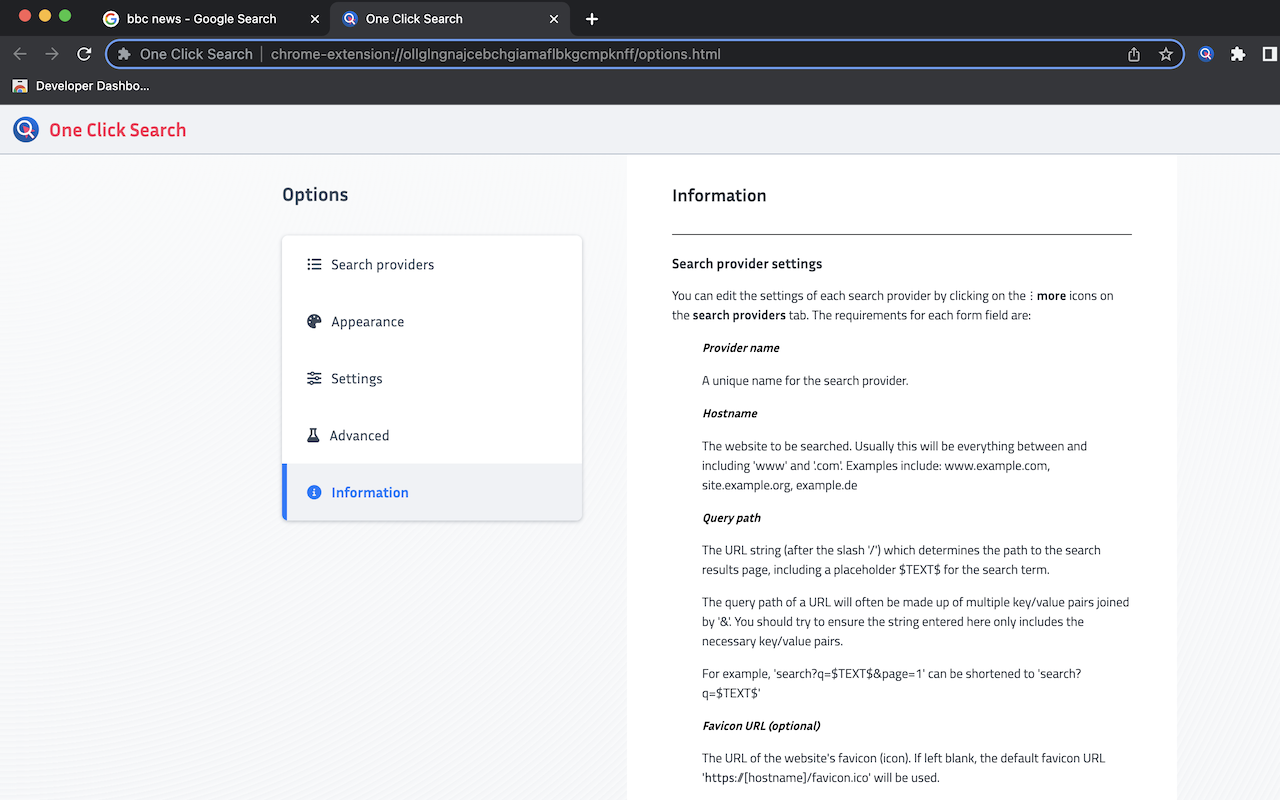 bbc news - Google Search
One Click Search
One Click Search | chrome-extension://ollglngnajcebchgiamaflbkgcmpknff/options.html
Developer Dashbo...
One Click Search
Options
Search providers
Appearance
Settings
Advanced
Information
Information
Search provider settings
You can edit the settings of each search provider by clicking on the ⋮ more icons on
the search providers tab. The requirements for each form field are:
Provider name
A unique name for the search provider.
Hostname
The website to be searched. Usually this will be everything between and
including 'www' and '.com'. Examples include: www.example.com,
site.example.org, example.de
Query path
The URL string (after the slash '/') which determines the path to the search
results page, including a placeholder $TEXT$ for the search term.
The query path of a URL will often be made up of multiple key/value pairs joined
by '&'. You should try to ensure the string entered here only includes the
necessary key/value pairs.
For example, 'search?q=$TEXT$&page=1' can be shortened to 'search?
q=$TEXT$'
Favicon URL (optional)
The URL of the website's favicon (icon). If left blank, the default favicon URL
'https://[hostname]/favicon.ico' will be used.